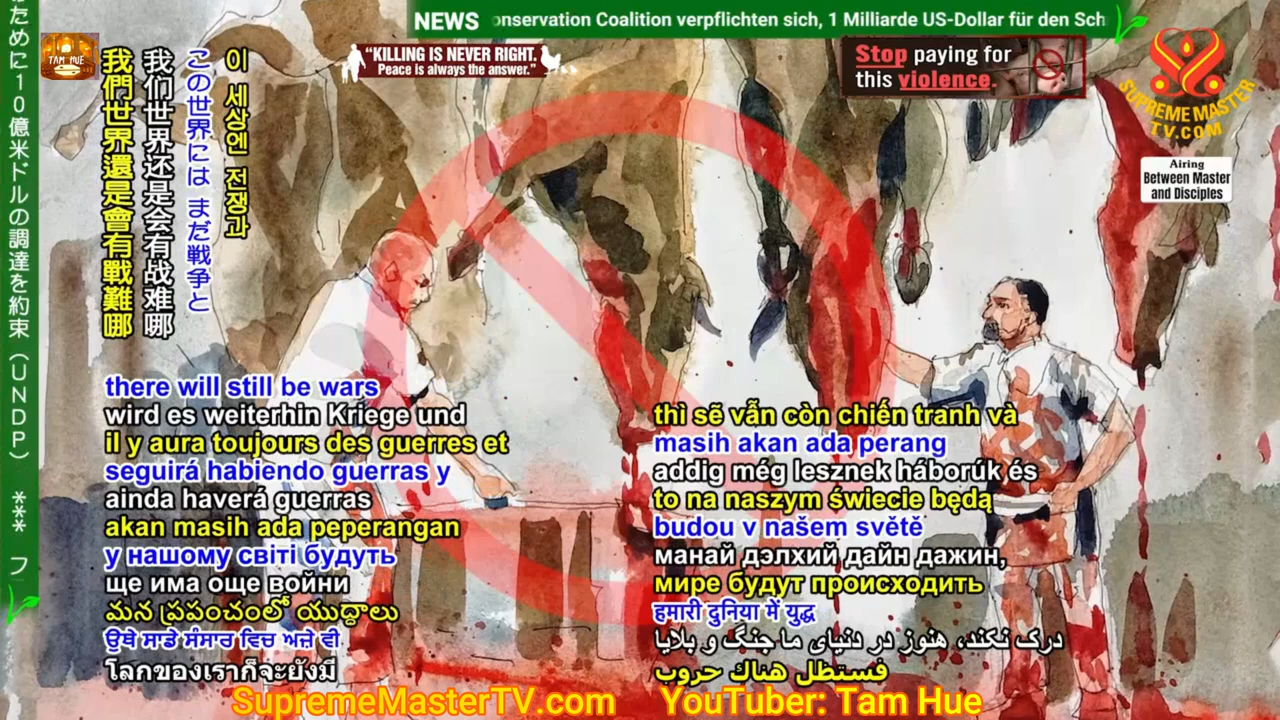 NEWS onservation Coalition verpflichten sich, 1 Milliarde US-Dollar für den Sch
ために10億米ドルの調達を約束(UNDP) *** フ
TAM HUE
"KILLING IS NEVER RIGHT.
Peace is always the answer."
Stop paying for
this violence.
SUPREME MASTER
TV.COM
Airing
Between Master
and Disciples
이 세상엔 전쟁과
この世界には まだ戦争と
我们世界还是会有战难哪
我們世界還是會有戰難哪
there will still be wars
wird es weiterhin Kriege und
il y aura toujours des guerres et
seguirá habiendo guerras y
ainda haverá guerras
akan masih ada peperangan
у нашому світі будуть
ще има още войни
మన ప్రపంచంలో యుద్ధాలు
ਉਥੇ ਸਾਡੇ ਸੰਸਾਰ ਵਿਚ ਅਜੇ ਵੀ
โลกของเราก็จะยังมี
thì sẽ vẫn còn chiến tranh và
masih akan ada perang
addig még lesznek háborúk és
to na naszym świecie będą
budou v našem světě
манай дэлхий дайн дажин,
мире будут происходить
हमारी दुनिया में युद्ध
درک نکند، هنوز در دنیای ما جنگ و بلایا
فستظل هناك حروب
SupremeMasterTV.com YouTuber: Tam Hue